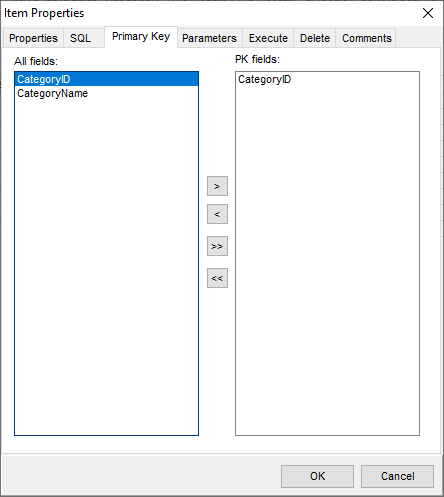 Item Properties
Properties SQL Primary Key Parameters Execute Delete Comments
All fields: PK fields:
CategoryID CategoryID
CategoryName
>
<
>>
<<
OK Cancel